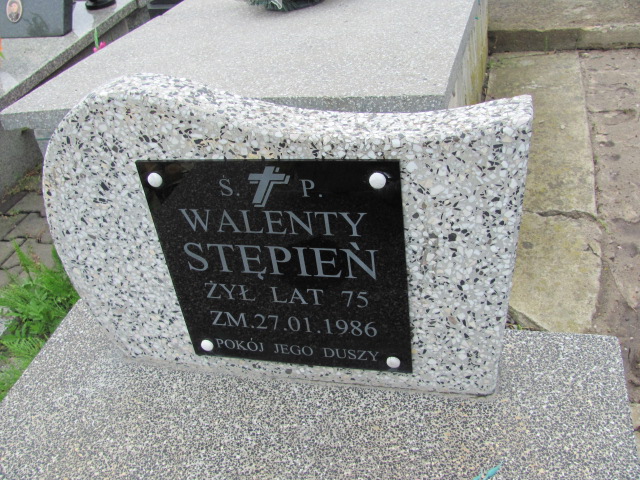 Ś. P.
WALENTY
STĘPIEŃ
ŻYŁ LAT 75
ZM.27.01.1986
POKÓJ JEGO DUSZY